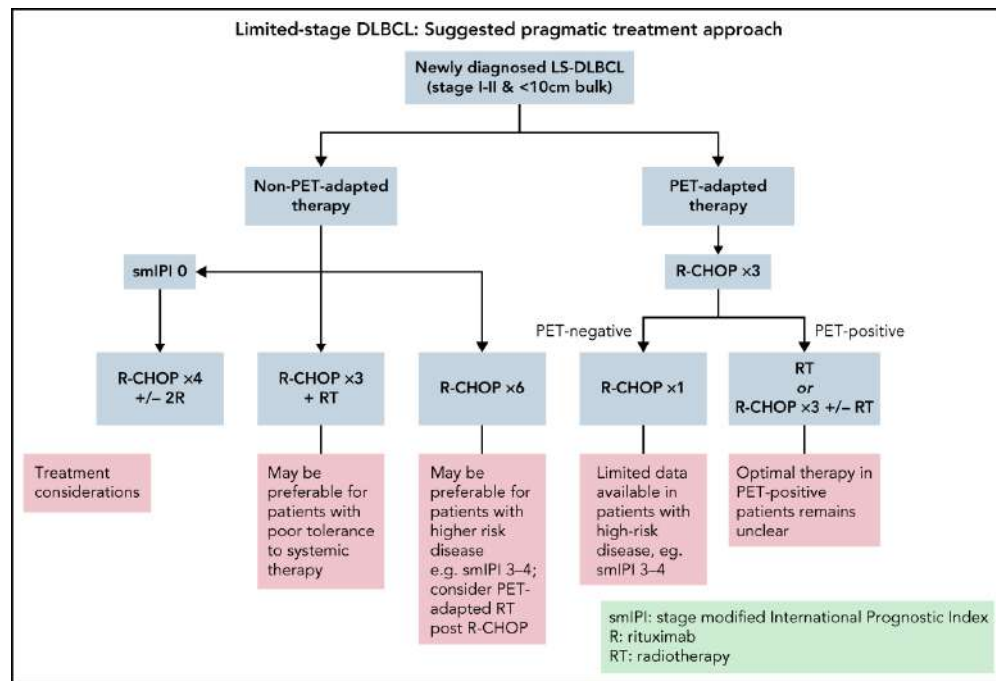 Limited-stage DLBCL: Suggested pragmatic treatment approach
Newly diagnosed LS-DLBCL
(stage I-II & <10cm bulk)
Non-PET-adapted
therapy
PET-adapted
therapy
smIPI 0
R-CHOP ×3
PET-negative
PET-positive
R-CHOP ×4
+/– 2R
R-CHOP ×3
+ RT
R-CHOP ×6
R-CHOP ×1
RT
or
R-CHOP ×3 +/– RT
Treatment
considerations
May be
preferable for
patients with
poor tolerance
to systemic
therapy
May be
preferable for
patients with
higher risk
disease
e.g. smIPI 3–4;
consider PET-
adapted RT
post R-CHOP
Limited data
available in
patients with
high-risk
disease, eg.
smIPI 3–4
Optimal therapy in
PET-positive
patients remains
unclear
smIPI: stage modified International Prognostic Index
R: rituximab
RT: radiotherapy